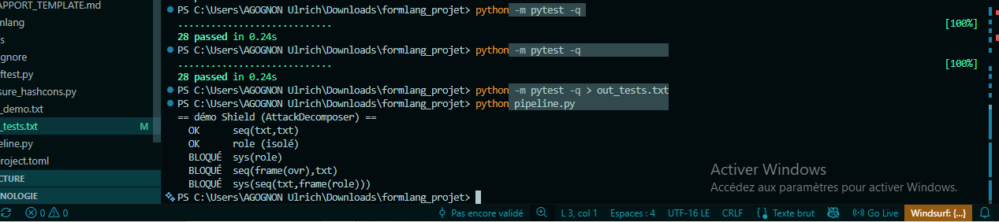 APPORT_TEMPLATE.md
mlang
s
gnore
ftest.py
sure_hashcons.py
_demo.txt
_tests.txt M
eline.py
roject.toml
CTURE
NOLOGIE
PS C:\Users\AGOGNON Ulrich\Downloads\formlang_projet> python -m pytest -q
............................ [100%]
28 passed in 0.24s
PS C:\Users\AGOGNON Ulrich\Downloads\formlang_projet> python -m pytest -q
............................ [100%]
28 passed in 0.24s
PS C:\Users\AGOGNON Ulrich\Downloads\formlang_projet> python -m pytest -q > out_tests.txt
PS C:\Users\AGOGNON Ulrich\Downloads\formlang_projet> python pipeline.py
== démo Shield (AttackDecomposer) ==
OK seq(txt,txt)
OK role (isolé)
BLOQUÉ sys(role)
BLOQUÉ seq(frame(ovr),txt)
BLOQUÉ sys(seq(txt,frame(role)))
PS C:\Users\AGOGNON Ulrich\Downloads\formlang_projet>
Activer Windows
Accédez aux paramètres pour activer Windows.
0 0 Pas encore validé L 3, col 1 Espaces : 4 UTF-16 LE CRLF Texte brut Go Live Windsurf: {...}